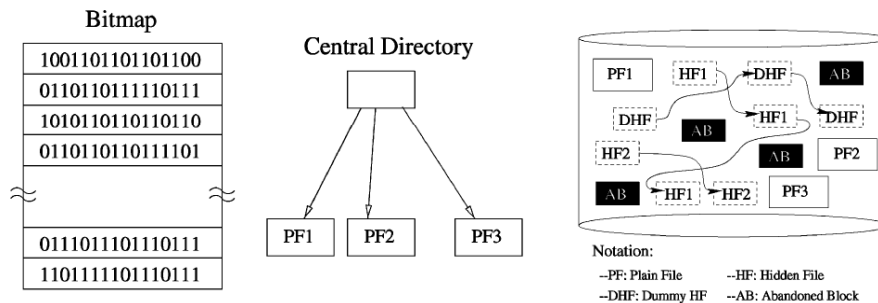 Bitmap
1001101101101100
0110110111110111
1010110110110110
0110110110111101
0111011101110111
1101111101110111
Central Directory
PF1 PF2 PF3
PF1 HF1 DHF AB
DHF AB HF1 DHF
HF2 AB PF2
AB HF1 HF2 PF3
Notation:
--PF: Plain File --HF: Hidden File
--DHF: Dummy HF --AB: Abandoned Block